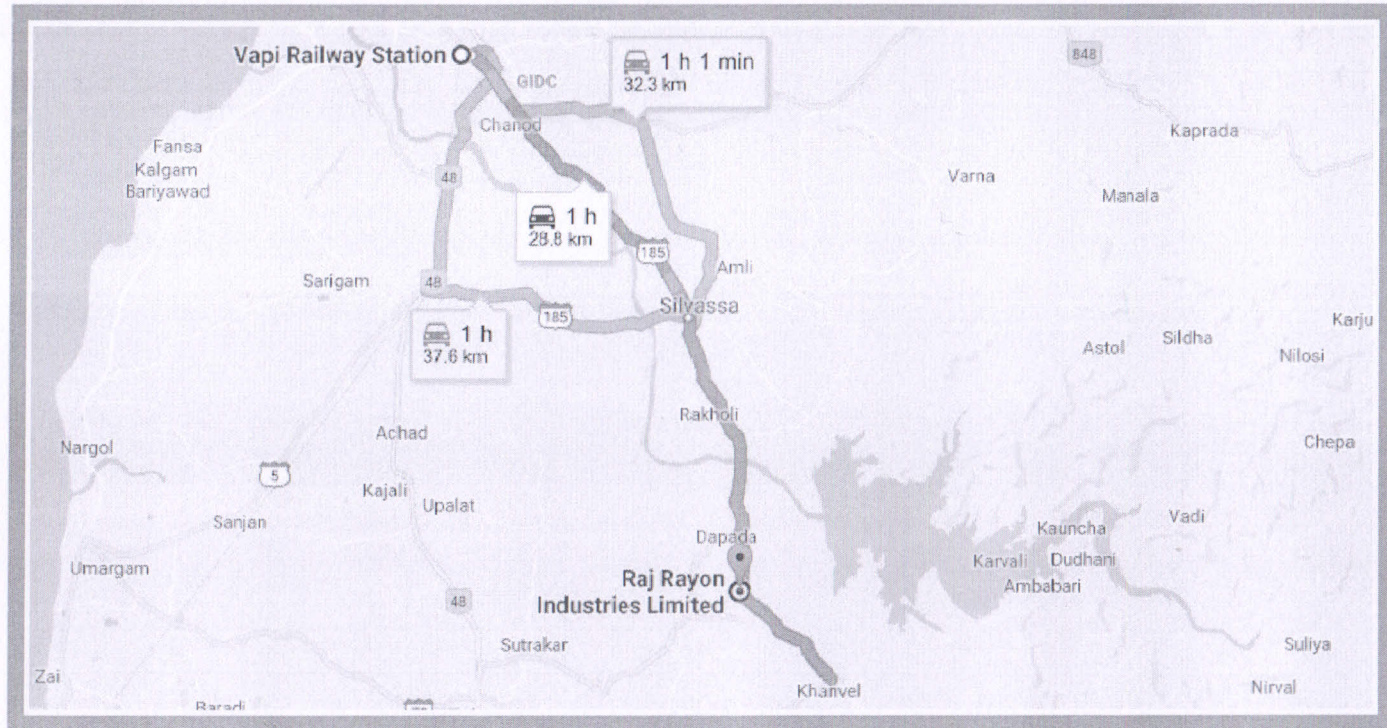 Vapi Railway Station
GIDC
1 h 1 min
32.3 km
848
Chanod
Kaprada
Fansa
Kalgam
Bariyawad
48
Varna
Manala
1 h
28.8 km
185
Amli
Sarigam
48
Silvassa
185
1 h
37.6 km
Karju
Sildha
Astol
Nilosi
Rakholi
Achad
Nargol
Chepa
5
Kajali
Upalat
Sanjan
Vadi
Kauncha
Dapada
Karvali
Dudhani
Umargam
Ambabari
Raj Rayon
Industries Limited
48
Sutrakar
Suliya
Zai
Khanvel
Nirval
Baradi